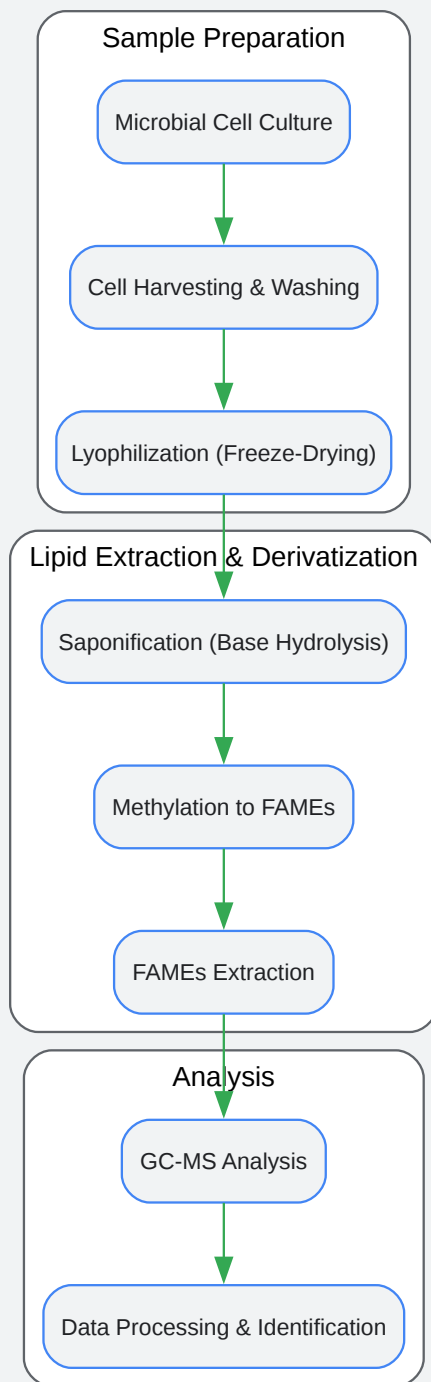 Sample Preparation
Microbial Cell Culture
Cell Harvesting & Washing
Lyophilization (Freeze-Drying)
Lipid Extraction & Derivatization
Saponification (Base Hydrolysis)
Methylation to FAMEs
FAMEs Extraction
Analysis
GC-MS Analysis
Data Processing & Identification